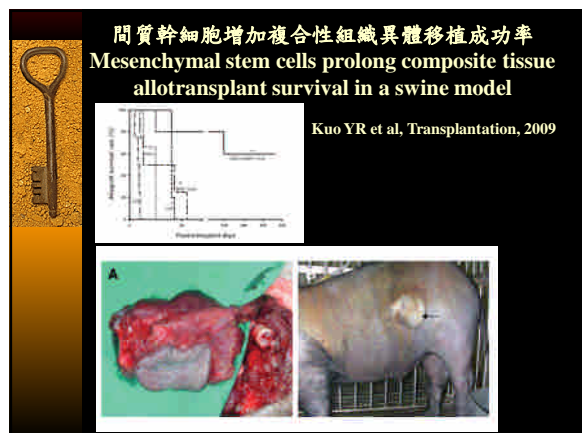 間質幹細胞增加複合性組織異體移植成功率
Mesenchymal stem cells prolong composite tissue
allotransplant survival in a swine model
Kuo YR et al, Transplantation, 2009
A